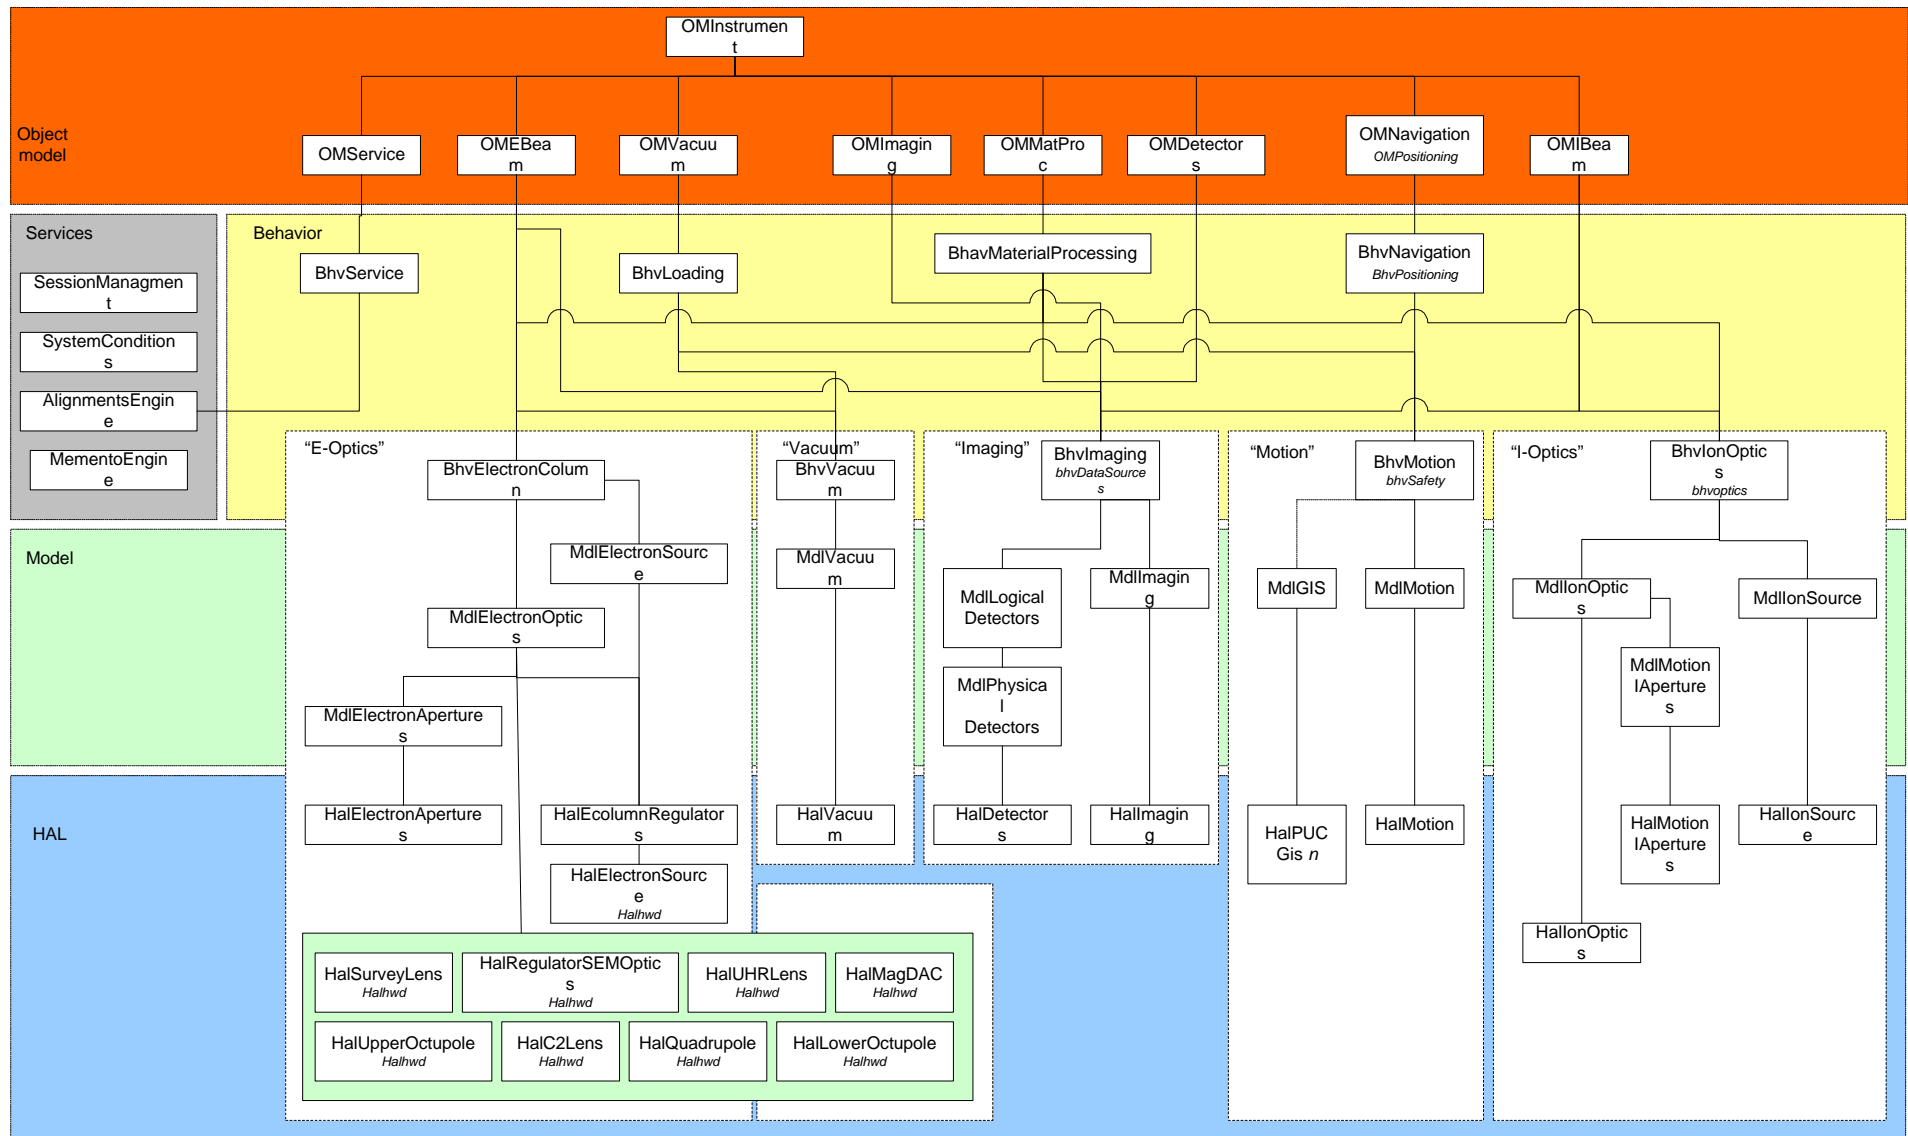 OMInstrumen
t
Object
model
OMService
OMEBea
m
OMVacuu
m
OMImagin
g
OMMatPro
c
OMDetector
s
OMNavigation
OMPositioning
OMIBea
m
Services
SessionManagmen
t
SystemCondition
s
AlignmentsEngin
e
MementoEngin
e
Behavior
BhvService
BhvLoading
BhavMaterialProcessing
BhvNavigation
BhvPositioning
“E-Optics”
BhvElectronColum
n
“Vacuum”
BhvVacuu
m
“Imaging”
BhvImaging
bhvDataSource
s
“Motion”
BhvMotion
bhvSafety
“I-Optics”
BhvIonOptic
s
bhvoptics
Model
MdlElectronSourc
e
MdlElectronOptic
s
MdlElectronAperture
s
MdlVacuu
m
MdlLogical
Detectors
MdlPhysica
l
Detectors
MdlImagin
g
MdlGIS
MdlMotion
MdlIonOptic
s
MdlMotion
IAperture
s
MdlIonSource
HAL
HalElectronAperture
s
HalEcolumnRegulator
s
HalElectronSourc
e
Halhwd
HalVacuu
m
HalDetector
s
HalImagin
g
HalPUC
Gis n
HalMotion
HalMotion
IAperture
s
HalIonSourc
e
HalIonOptic
s
HalSurveyLens
Halhwd
HalRegulatorSEMOptic
s
Halhwd
HalUHRLens
Halhwd
HalMagDAC
Halhwd
HalUpperOctupole
Halhwd
HalC2Lens
Halhwd
HalQuadrupole
Halhwd
HalLowerOctupole
Halhwd